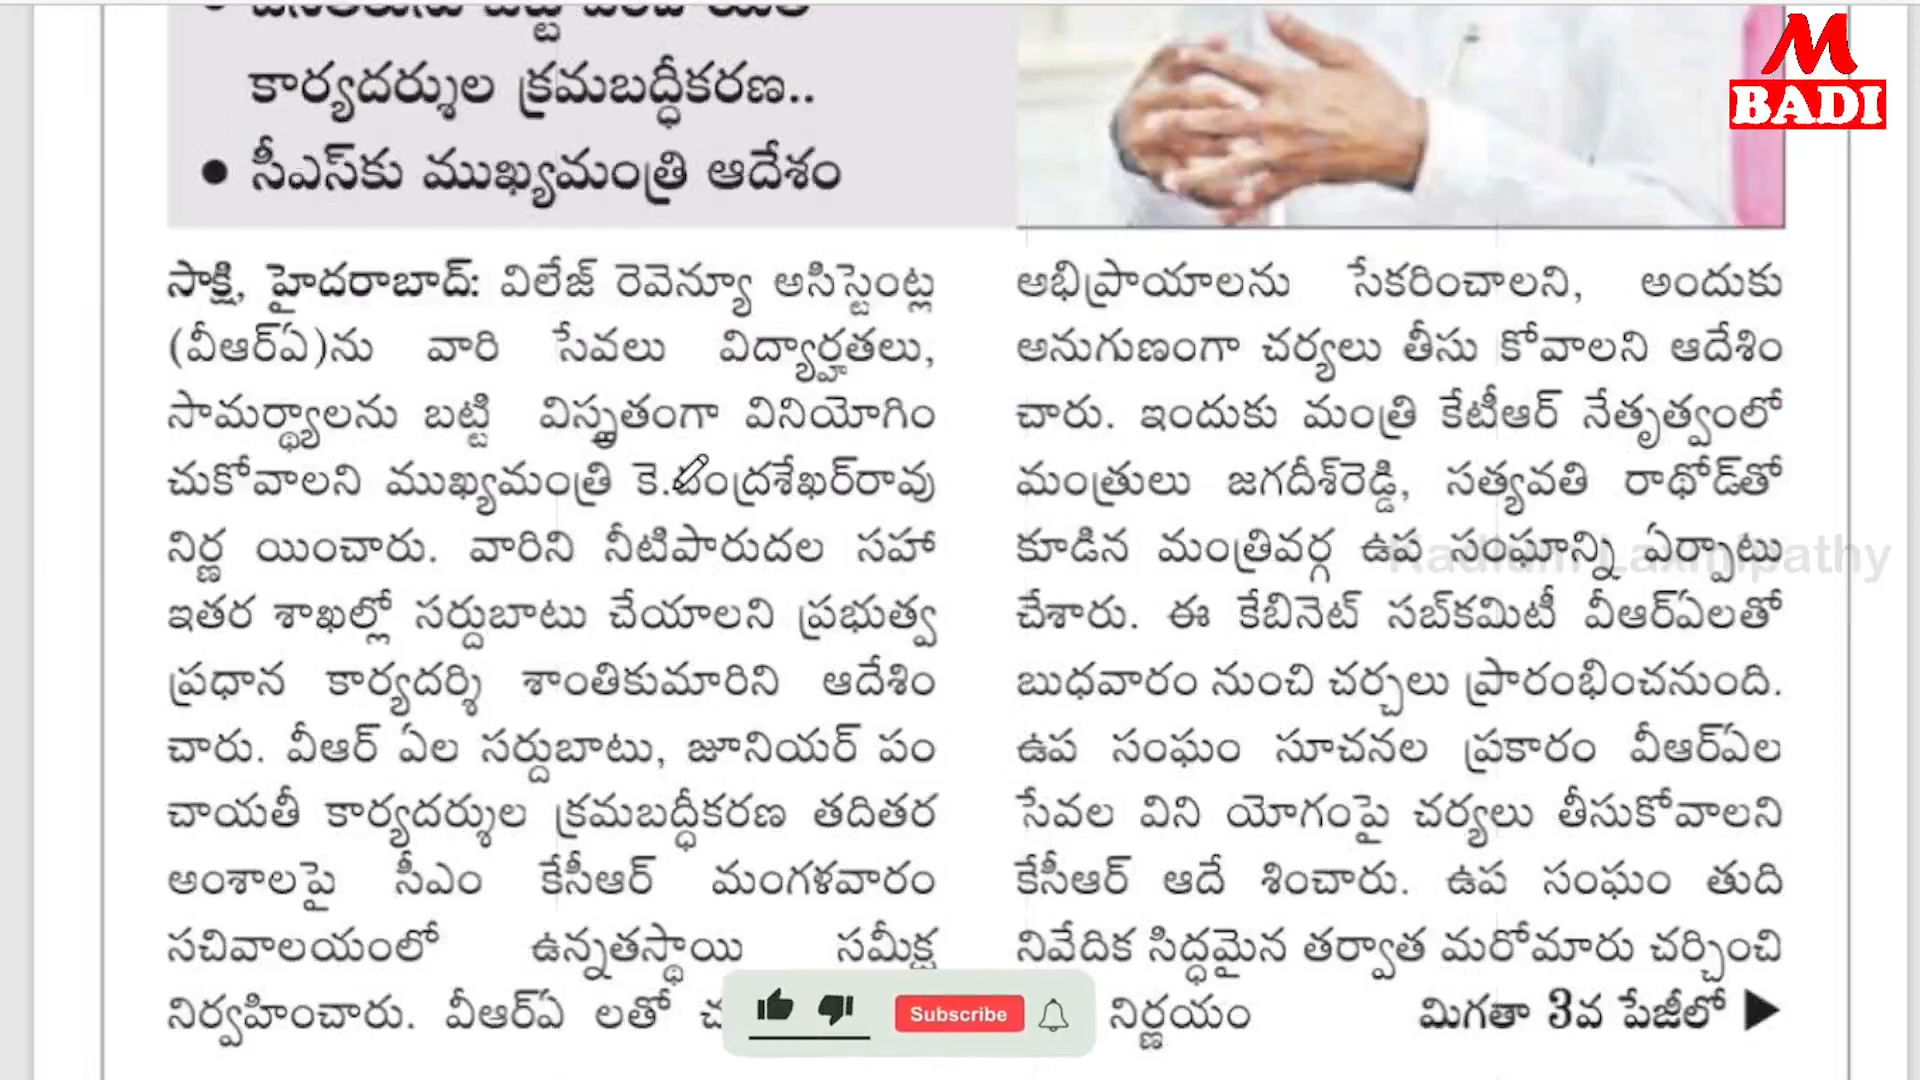 కార్యదర్శుల క్రమబద్ధీకరణ..
• సీఎస్‌కు ముఖ్యమంత్రి ఆదేశం
M
BADI
సాక్షి, హైదరాబాద్: విలేజ్ రెవెన్యూ అసిస్టెంట్ల
(వీఆర్ఏ)ను వారి సేవలు విద్యార్హతలు,
సామర్థ్యాలను బట్టి విస్తృతంగా వినియోగిం
చుకోవాలని ముఖ్యమంత్రి కె.చంద్రశేఖర్‌రావు
నిర్ణ యించారు. వారిని నీటిపారుదల సహా
ఇతర శాఖల్లో సర్దుబాటు చేయాలని ప్రభుత్వ
ప్రధాన కార్యదర్శి శాంతికుమారిని ఆదేశిం
చారు. వీఆర్ ఏల సర్దుబాటు, జూనియర్ పం
చాయతీ కార్యదర్శుల క్రమబద్ధీకరణ తదితర
అంశాలపై సీఎం కేసీఆర్ మంగళవారం
సచివాలయంలో ఉన్నతస్థాయి సమీక్ష
నిర్వహించారు. వీఆర్ఏ లతో
అభిప్రాయాలను సేకరించాలని, అందుకు
అనుగుణంగా చర్యలు తీసు కోవాలని ఆదేశిం
చారు. ఇందుకు మంత్రి కేటీఆర్ నేతృత్వంలో
మంత్రులు జగదీశ్‌రెడ్డి, సత్యవతి రాథోడ్‌తో
కూడిన మంత్రివర్గ ఉప సంఘాన్ని ఏర్పాటు
చేశారు. ఈ కేబినెట్ సబ్‌కమిటీ వీఆర్ఏలతో
బుధవారం నుంచి చర్చలు ప్రారంభించనుంది.
ఉప సంఘం సూచనల ప్రకారం వీఆర్ఏల
సేవల విని యోగంపై చర్యలు తీసుకోవాలని
కేసీఆర్ ఆదే శించారు. ఉప సంఘం తుది
నివేదిక సిద్ధమైన తర్వాత మరోమారు చర్చించి
నిర్ణయం మిగతా 3వ పేజీలో ▶
Radium Laxmipathy
Subscribe